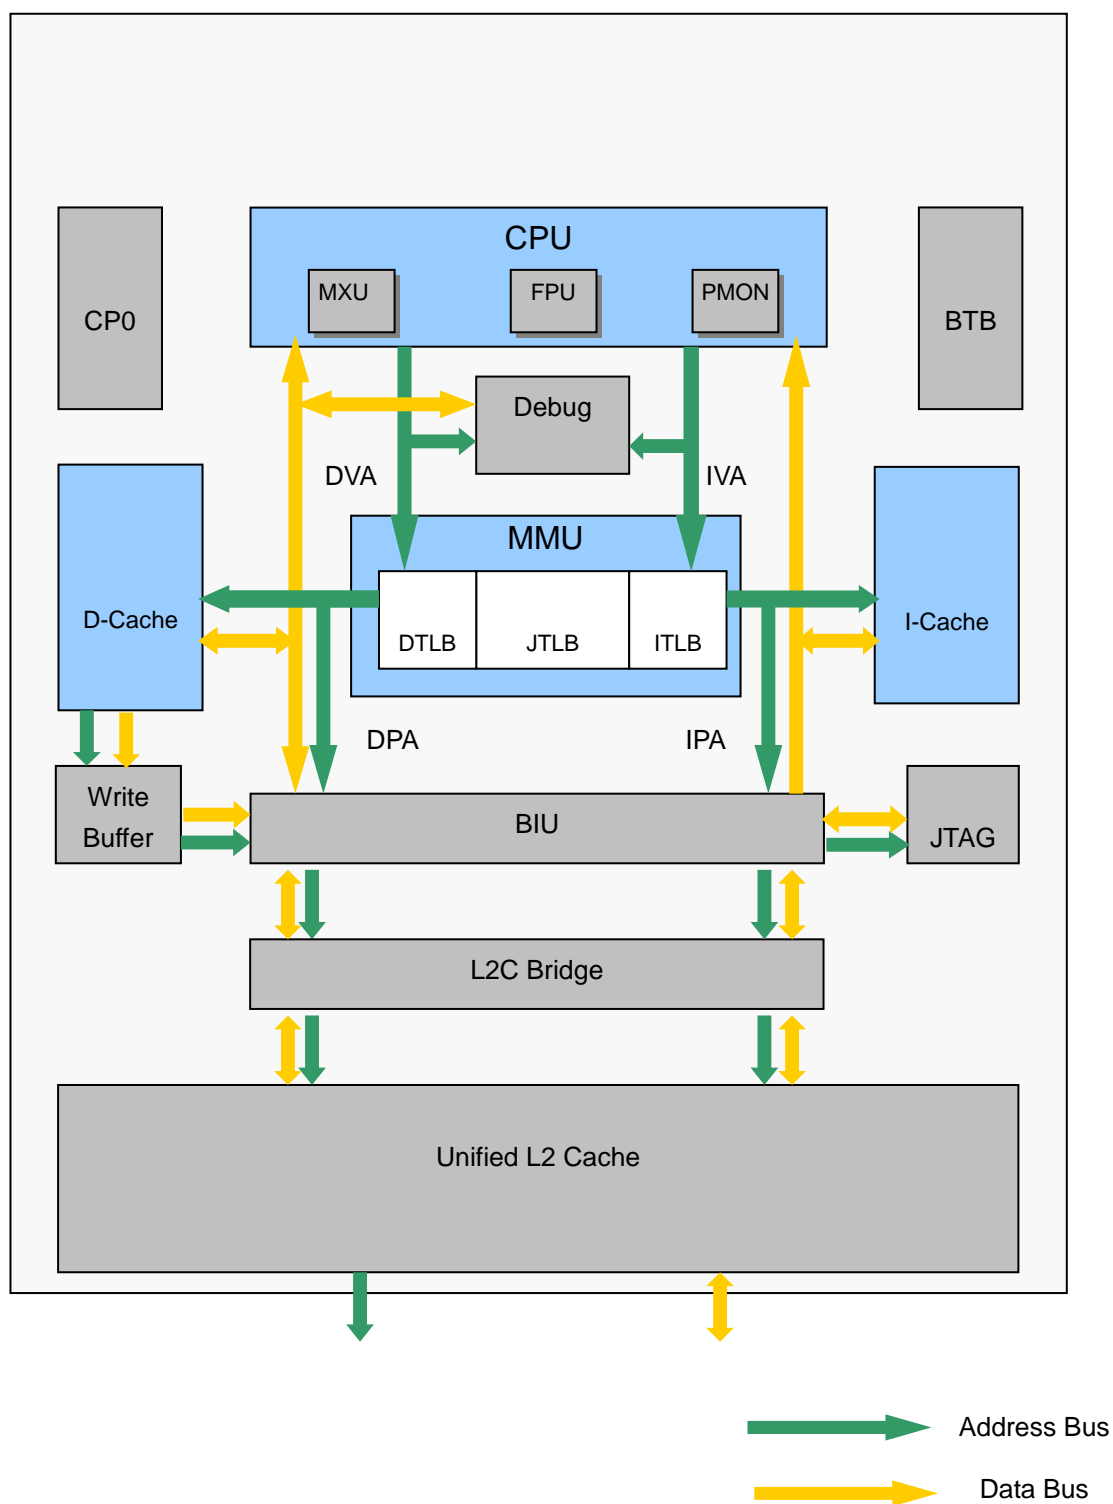 CPU
MXU
FPU
PMON
CP0
BTB
Debug
DVA
IVA
MMU
D-Cache
DTLB
JTLB
ITLB
I-Cache
DPA
IPA
Write
Buffer
BIU
JTAG
L2C Bridge
Unified L2 Cache
Address Bus
Data Bus